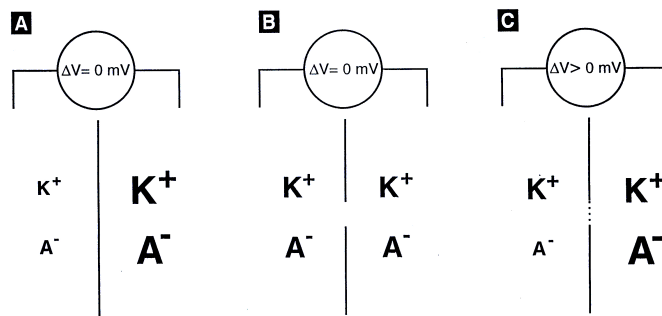 A
ΔV= 0 mV
K⁺ K⁺
A⁻ A⁻
B
ΔV= 0 mV
K⁺ K⁺
A⁻ A⁻
C
ΔV> 0 mV
K⁺ K⁺
A⁻ A⁻